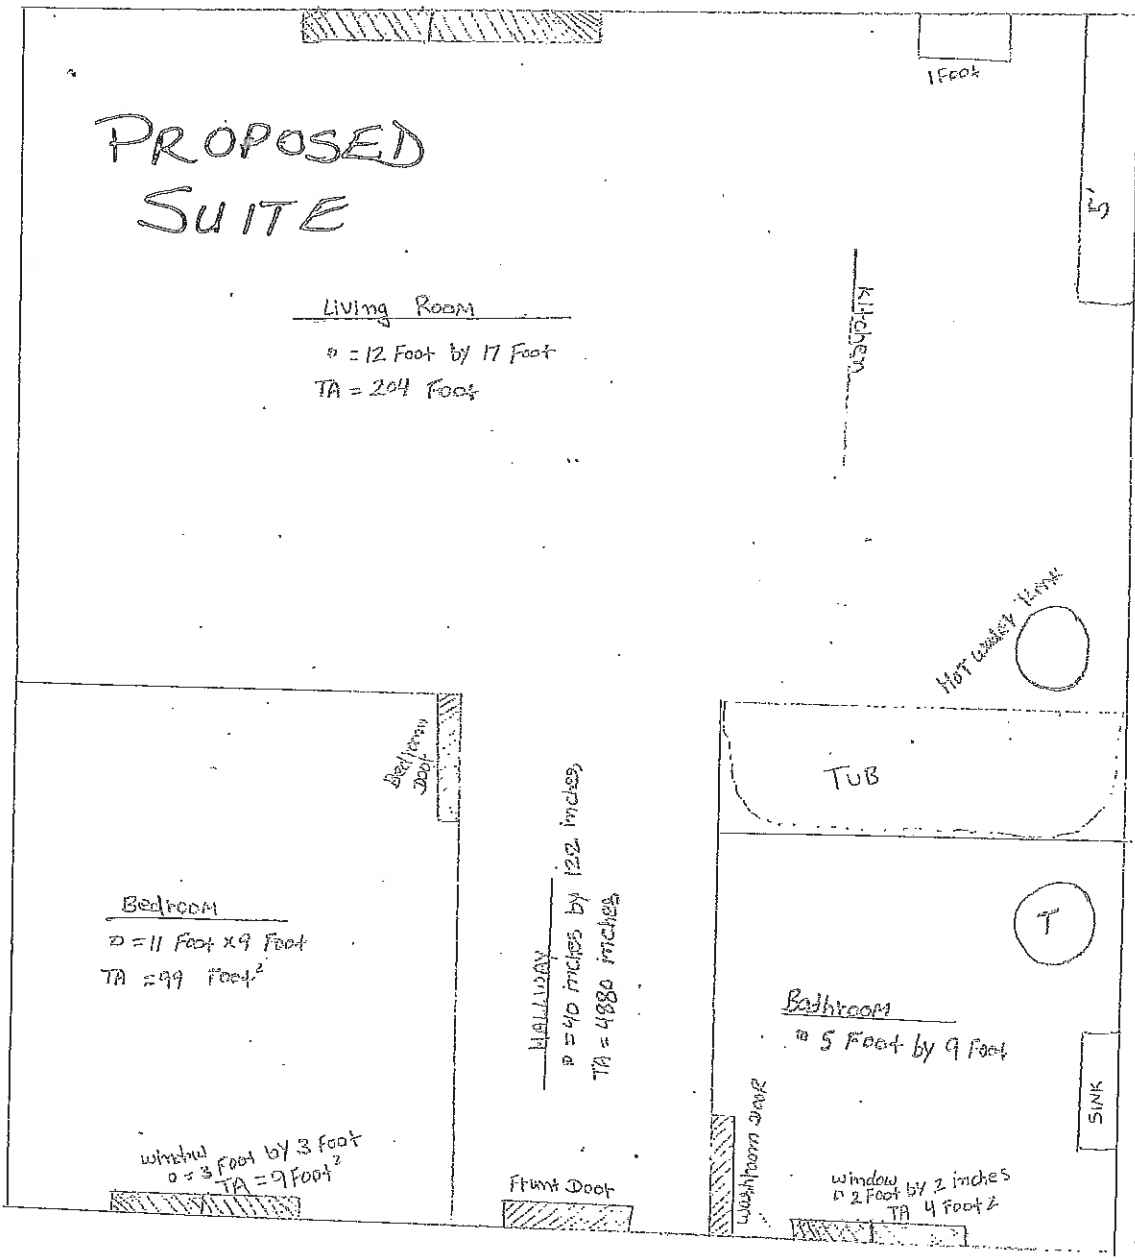 PROPOSED
SUITE
1 Foot
5'
Living Room
D = 12 Foot by 17 Foot
TA = 204 Foot
Kitchen
HOT water Tank
Bedroom
Door
TUB
T
Bedroom
D = 11 Foot x 9 Foot
TA = 99 Foot²
HALLWAY
D = 40 inches by 122 inches
TA = 4880 inches
Bathroom
D 5 Foot by 9 Foot
SINK
Washroom DOOR
window
D = 3 Foot by 3 Foot
TA = 9 Foot²
Frunt Door
window
D 2 Foot by 2 inches
TA 4 Foot 2